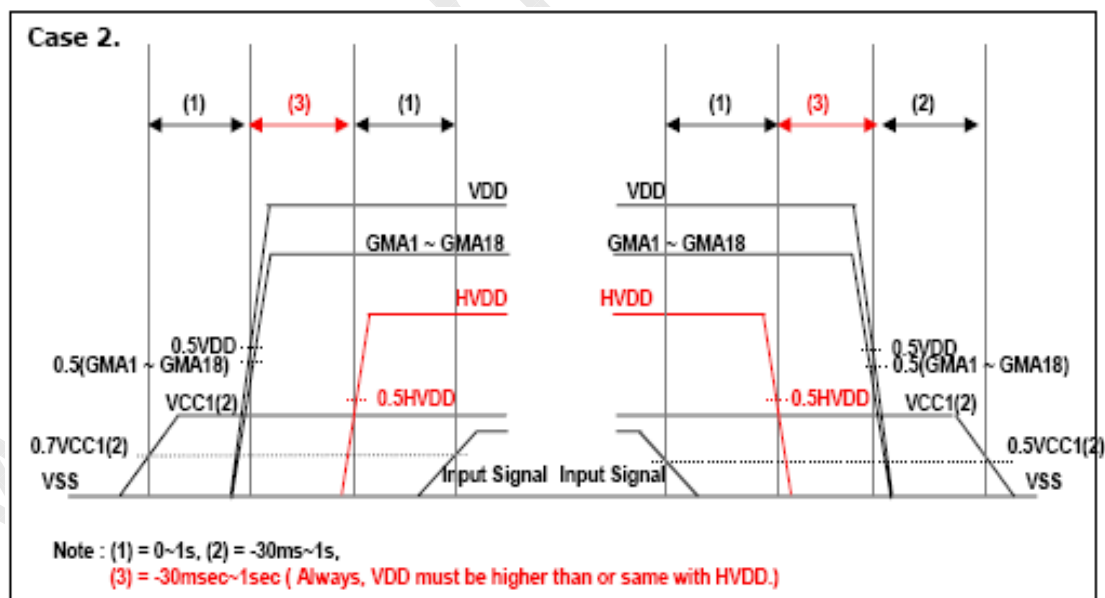 Case 2.
(1) (3) (1) (1) (3) (2)
VDD VDD
GMA1 ~ GMA18 GMA1 ~ GMA18
HVDD HVDD
0.5VDD 0.5VDD
0.5(GMA1 ~ GMA18) 0.5(GMA1 ~ GMA18)
VCC1(2) 0.5HVDD 0.5HVDD VCC1(2)
0.7VCC1(2) 0.5VCC1(2)
VSS Input Signal Input Signal VSS
Note : (1) = 0~1s, (2) = -30ms~1s,
(3) = -30msec~1sec ( Always, VDD must be higher than or same with HVDD.)